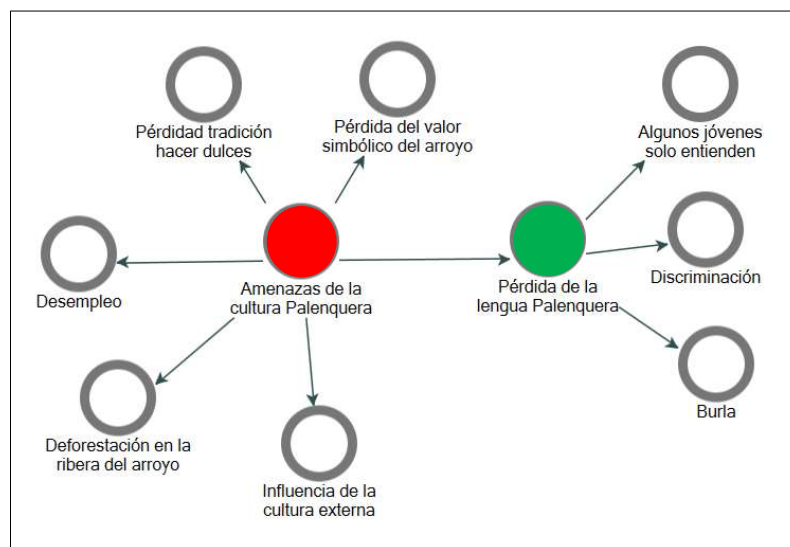 Pérdidad tradición
hacer dulces
Pérdida del valor
simbólico del arroyo
Algunos jóvenes
solo entienden
Desempleo
Amenazas de la
cultura Palenquera
Pérdida de la
lengua Palenquera
Discriminación
Burla
Deforestación en la
ribera del arroyo
Influencia de la
cultura externa